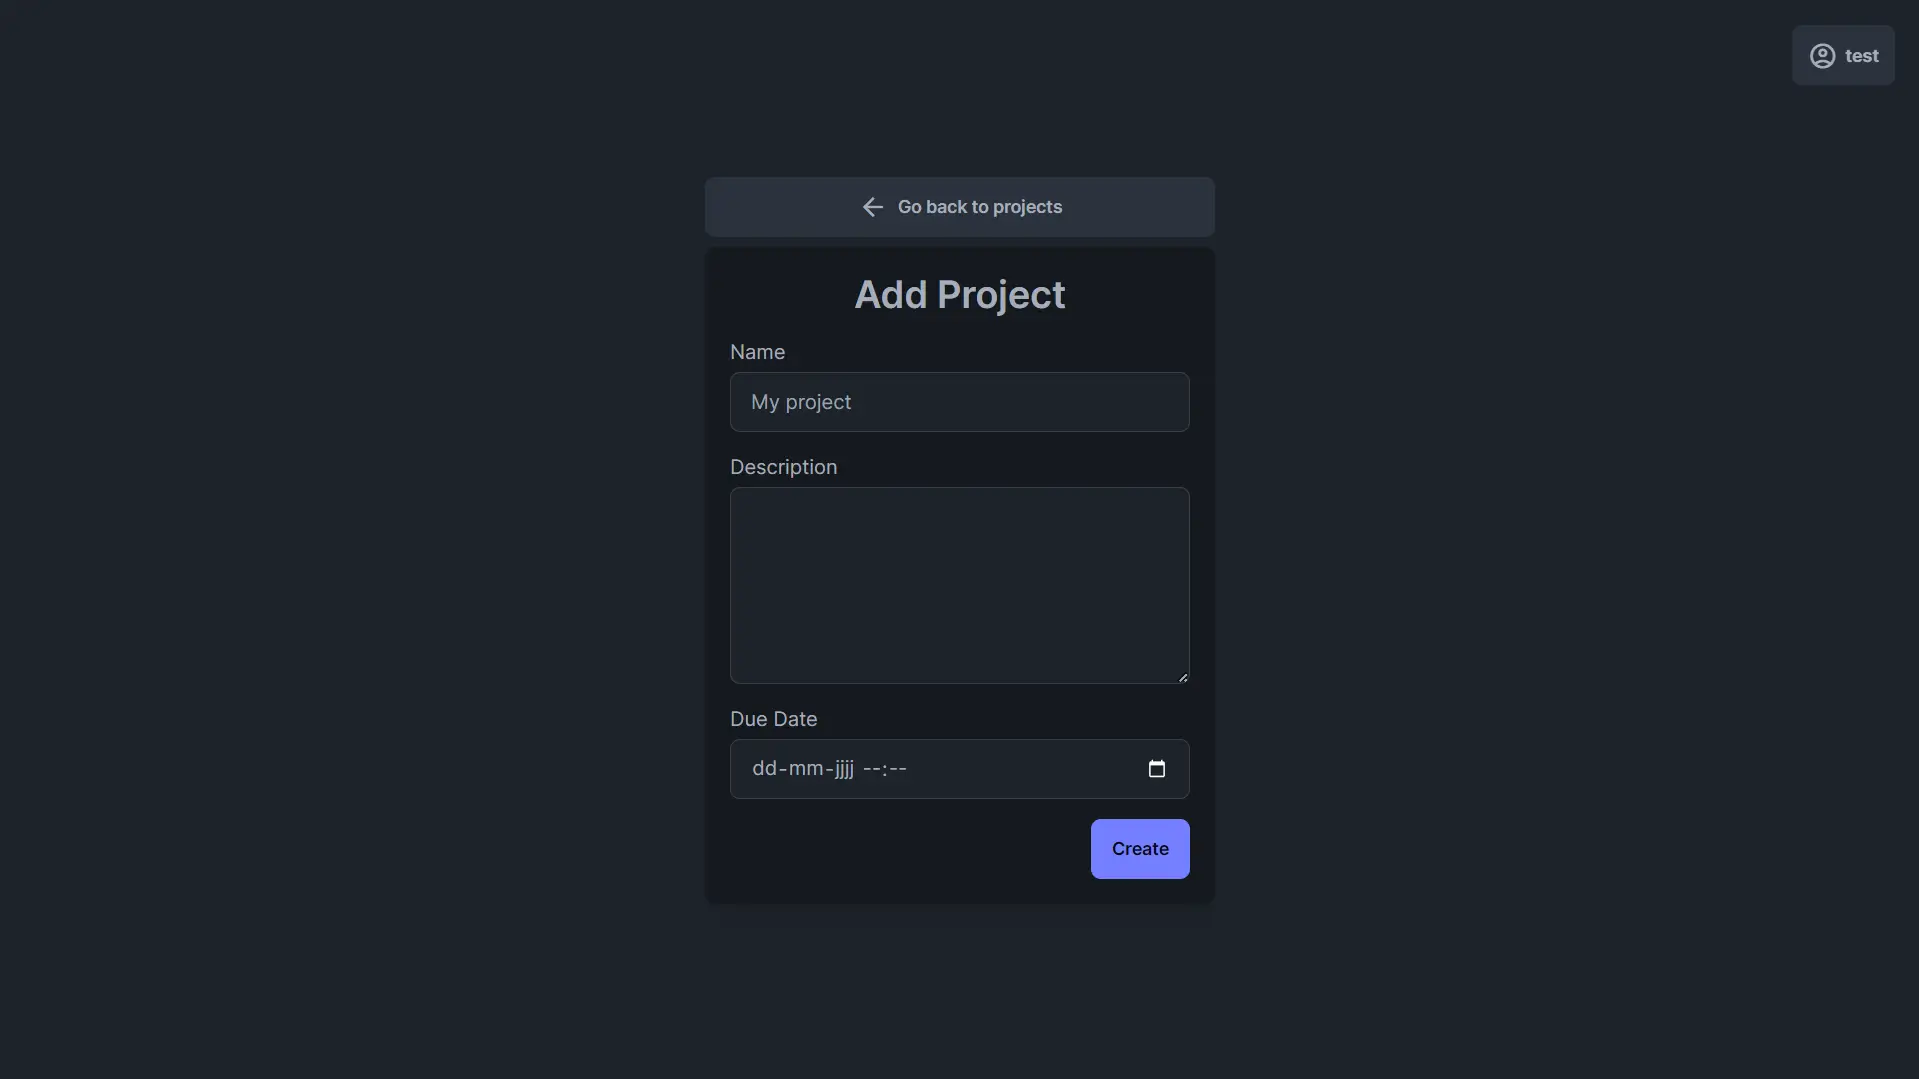 test
Go back to projects
Add Project
Name
My project
Description
Due Date
dd-mm-jjjj --:--
Create